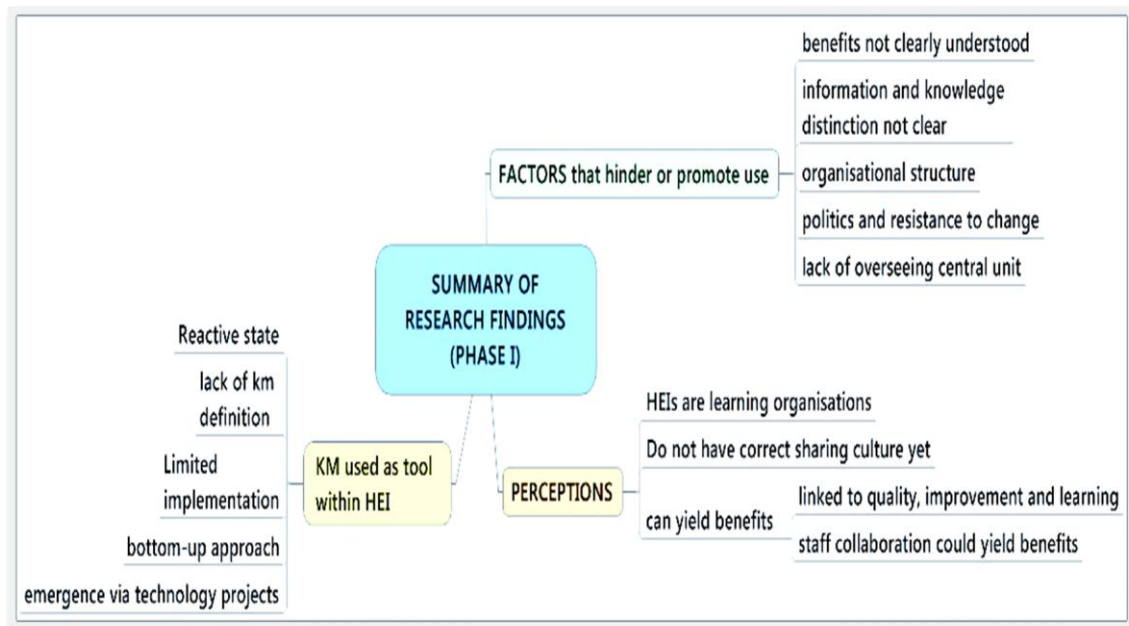 benefits not clearly understood
information and knowledge
distinction not clear
FACTORS that hinder or promote use
organisational structure
politics and resistance to change
lack of overseeing central unit
SUMMARY OF
RESEARCH FINDINGS
(PHASE I)
Reactive state
lack of km
definition
Limited
implementation
bottom-up approach
emergence via technology projects
KM used as tool
within HEI
PERCEPTIONS
HEIs are learning organisations
Do not have correct sharing culture yet
can yield benefits
linked to quality, improvement and learning
staff collaboration could yield benefits